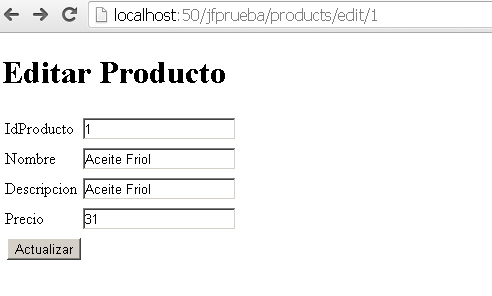 localhost:50/jfprueba/products/edit/1
Editar Producto
IdProducto 1
Nombre Aceite Friol
Descripcion Aceite Friol
Precio 31
Actualizar